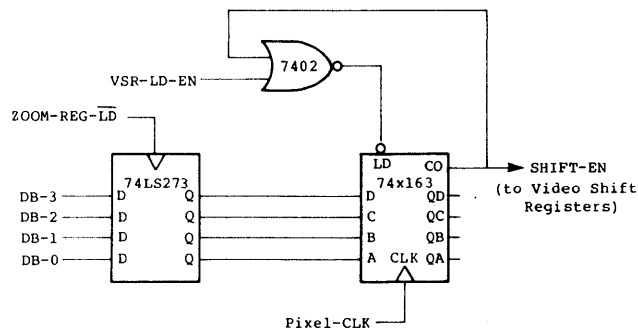 7402
VSR-LD-EN
ZOOM-REG-LD
74LS273
DB-3
DB-2
DB-1
DB-0
D Q
D Q
D Q
D Q
LD CO
74x163
D QD
C QC
B QB
A CLK QA
SHIFT-EN
(to Video Shift
Registers)
Pixel-CLK